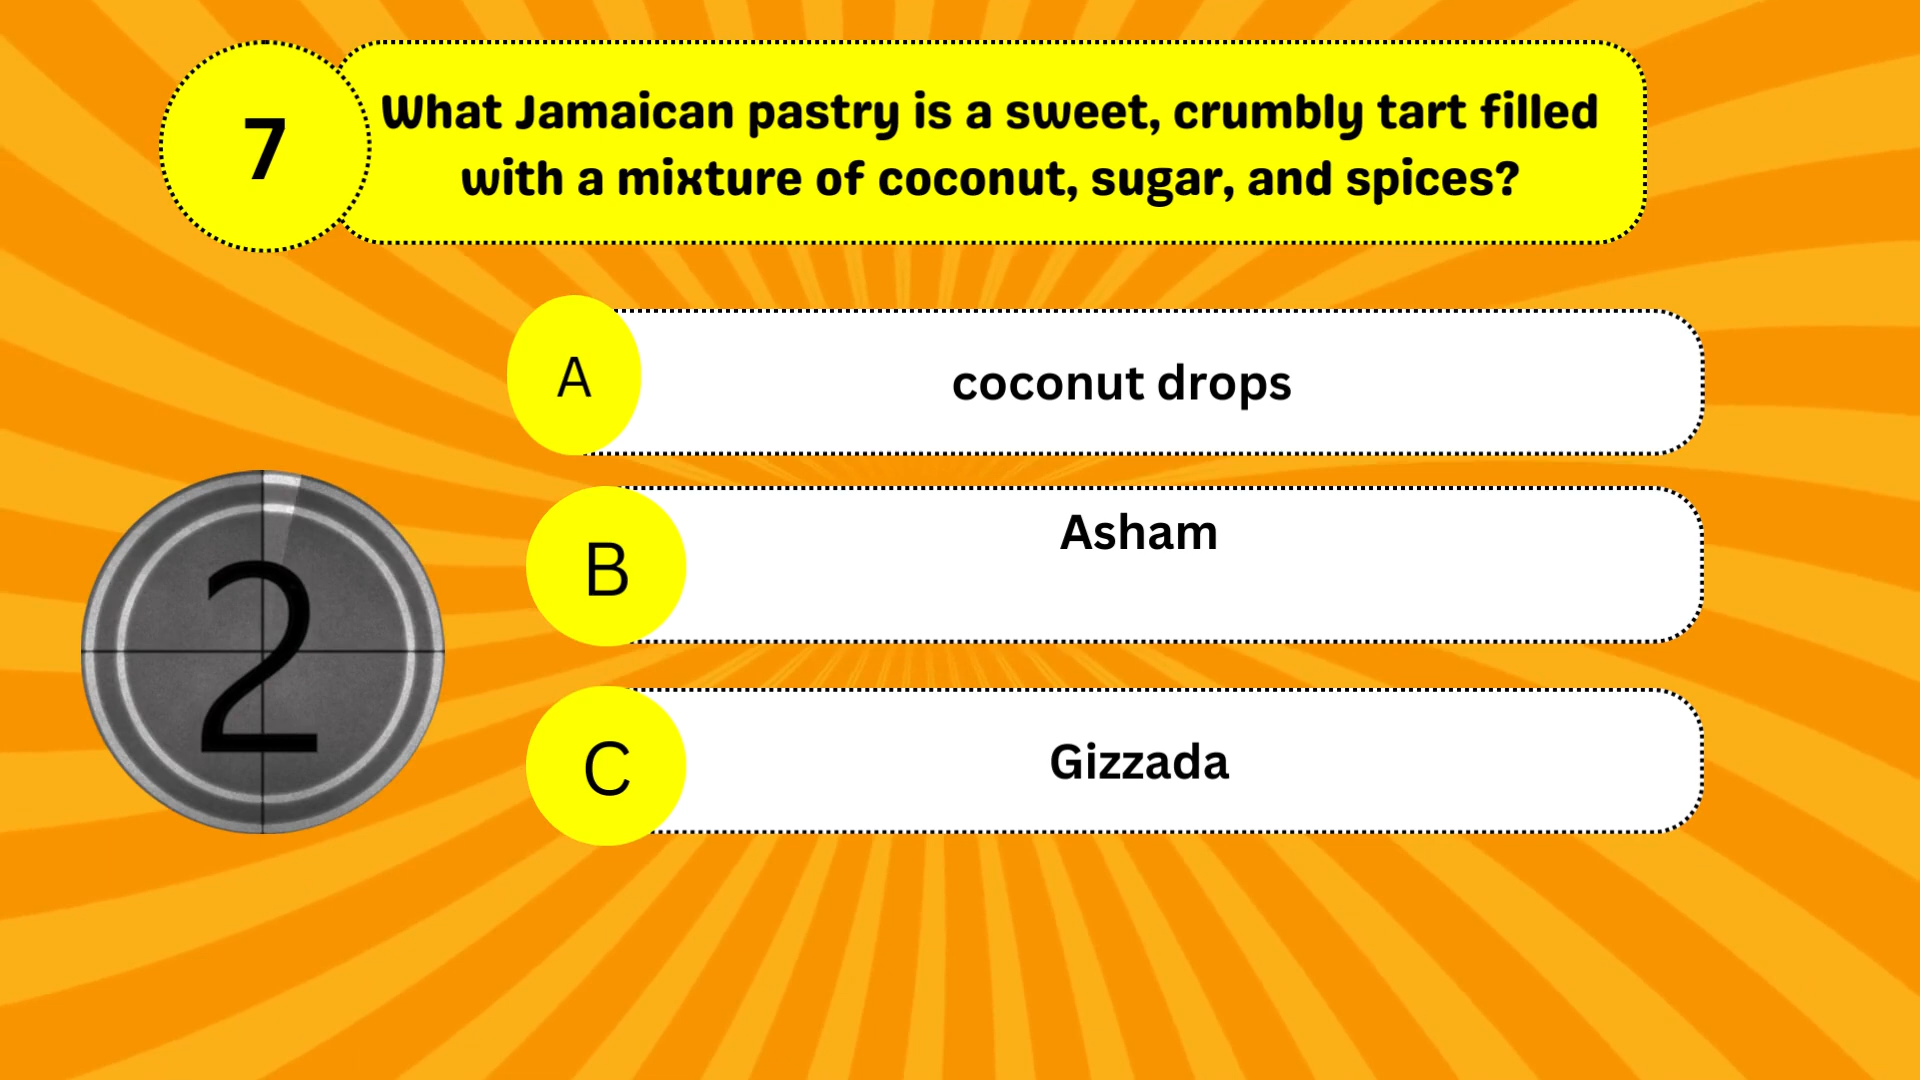 7
What Jamaican pastry is a sweet, crumbly tart filled
with a mixture of coconut, sugar, and spices?
A
coconut drops
B
Asham
2
C
Gizzada